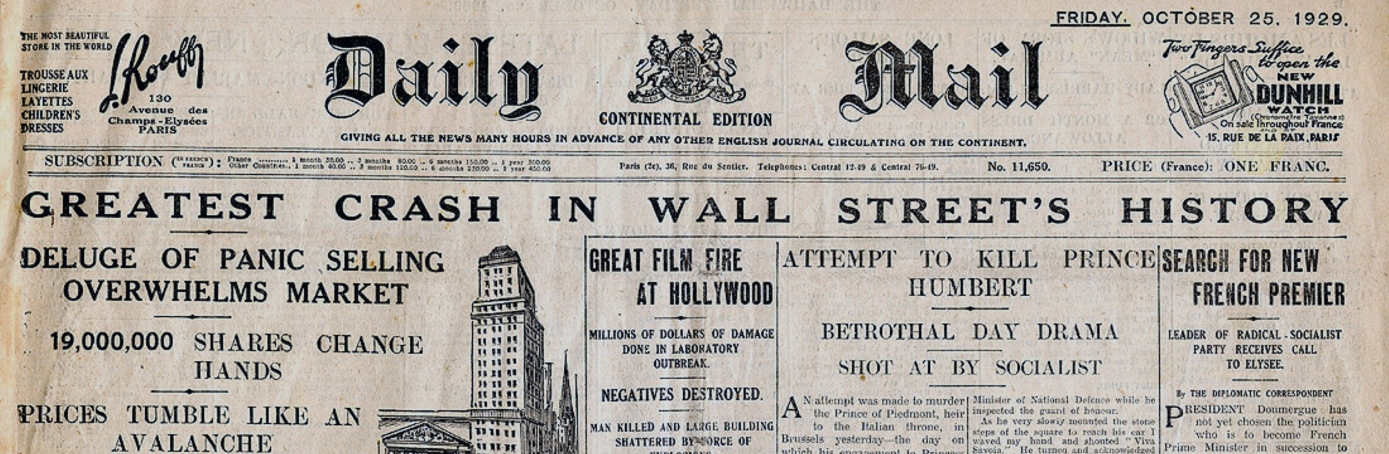 FRIDAY, OCTOBER 25, 1929.
THE MOST BEAUTIFUL
STORE IN THE WORLD
J. Rouff
TROUSSEAUX
LINGERIE
LAYETTES
CHILDREN'S
DRESSES
130
Avenue des
Champs-Elysées
PARIS
Daily Mail
CONTINENTAL EDITION
GIVING ALL THE NEWS MANY HOURS IN ADVANCE OF ANY OTHER ENGLISH JOURNAL CIRCULATING ON THE CONTINENT.
Two Fingers Suffice
to open the
NEW
DUNHILL
WATCH
On sale Throughout France
15, RUE DE LA PAIX, PARIS
SUBSCRIPTION (IN FRENCH FRANCS):
France .......... 1 month 30.00 .. 3 months 80.00 .. 6 months 150.00 .. 1 year 300.00
Other Countries.. 1 month 40.00 .. 3 months 120.00 .. 6 months 230.00 .. 1 year 450.00
Paris (2e), 36, Rue du Sentier. Telephones: Central 12-49 & Central 76-49.
No. 11,650.
PRICE (France): ONE FRANC.
GREATEST CRASH IN WALL STREET'S HISTORY
DELUGE OF PANIC SELLING
OVERWHELMS MARKET
19,000,000 SHARES CHANGE
HANDS
PRICES TUMBLE LIKE AN
AVALANCHE
GREAT FILM FIRE
AT HOLLYWOOD
MILLIONS OF DOLLARS OF DAMAGE
DONE IN LABORATORY
OUTBREAK.
NEGATIVES DESTROYED.
MAN KILLED AND LARGE BUILDING
SHATTERED BY FORCE OF
ATTEMPT TO KILL PRINCE
HUMBERT
BETROTHAL DAY DRAMA
SHOT AT BY SOCIALIST
AN attempt was made to murder
the Prince of Piedmont, heir
to the Italian throne, in
Brussels yesterday—the day on
which his engagement to Princess
Minister of National Defence while he
inspected the guard of honour.
As he very slowly mounted the stone
steps of the square to reach his car I
waved my hand and shouted "Viva
Savoia." He turned and acknowledged
SEARCH FOR NEW
FRENCH PREMIER
LEADER OF RADICAL-SOCIALIST
PARTY RECEIVES CALL
TO ELYSEE.
By THE DIPLOMATIC CORRESPONDENT
PRESIDENT Doumergue has
not yet chosen the politician
who is to become French
Prime Minister in succession to